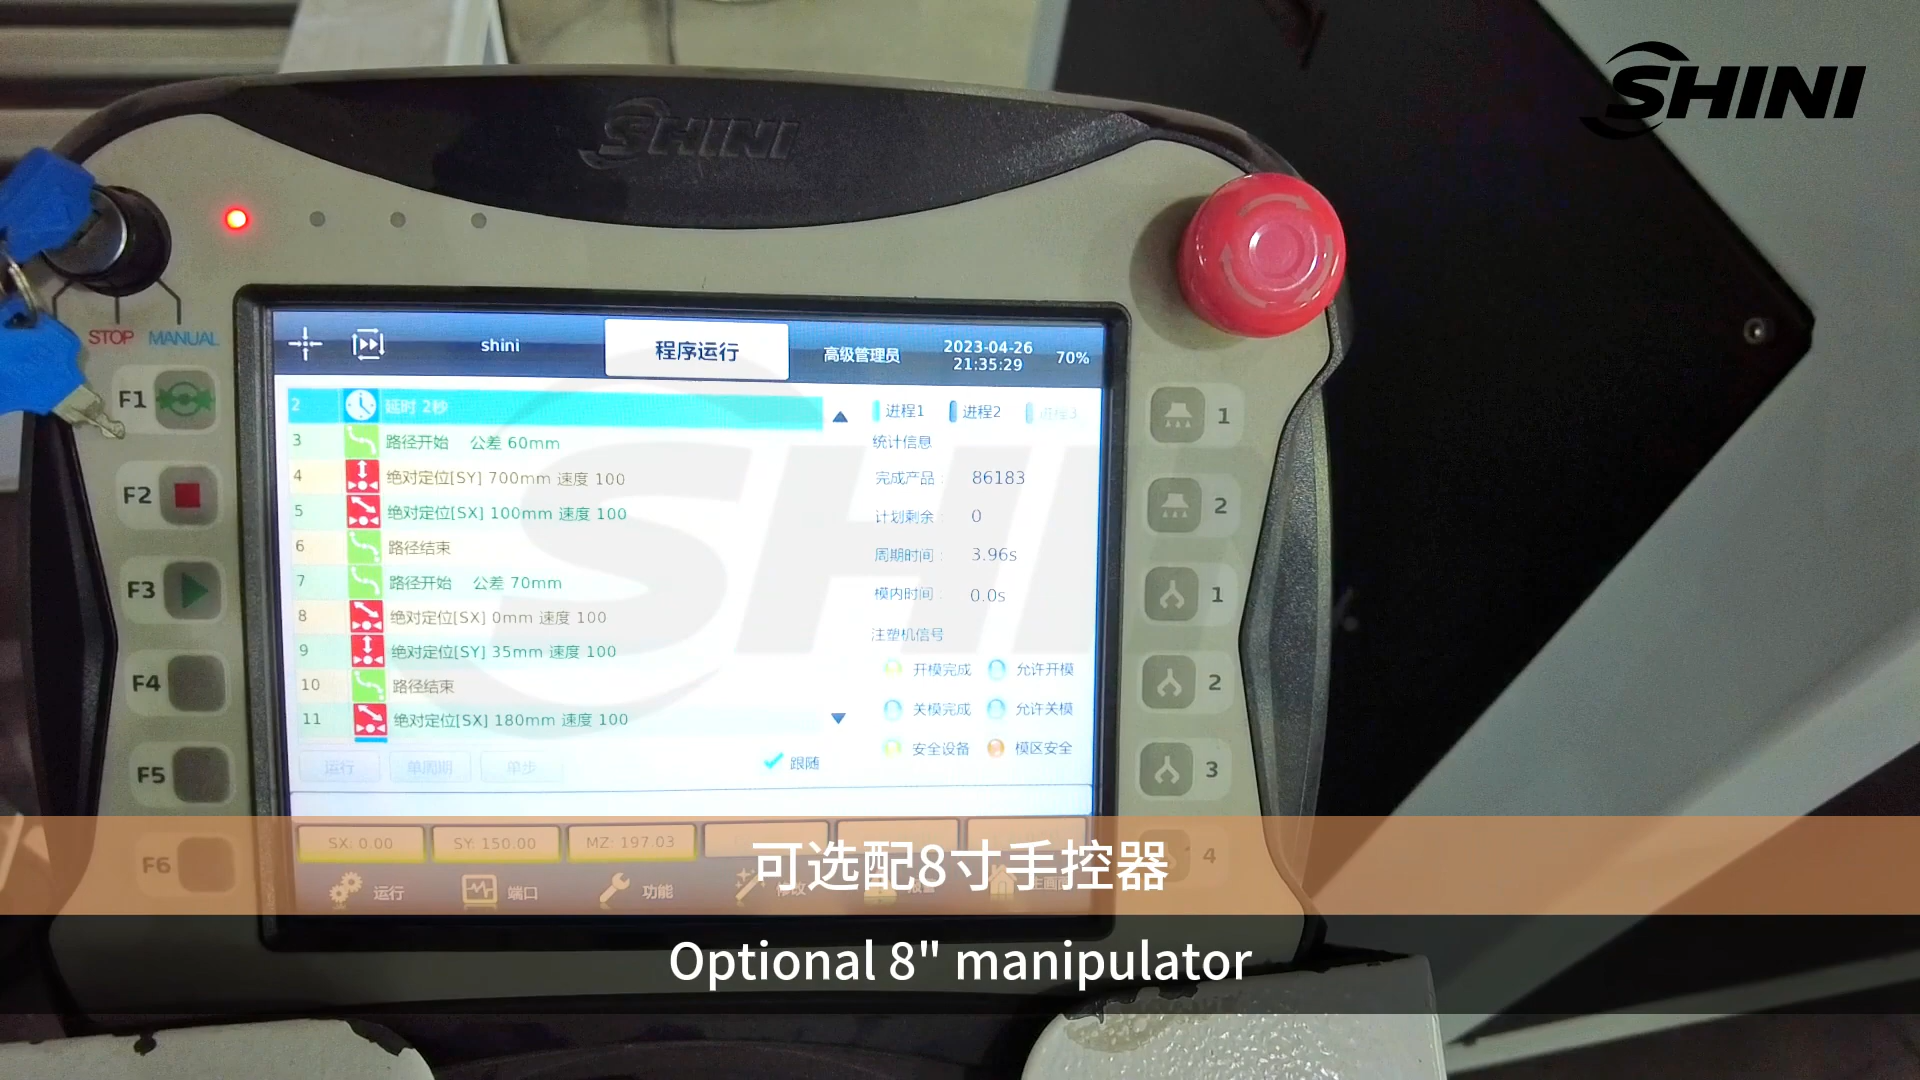 SHINI
SHINI
STOP MANUAL
shini
程序运行
高级管理员
2023-04-26
21:35:29
70%
F1
F2
F3
F4
F5
F6
2 延时 2秒
3 路径开始 公差 60mm
4 绝对定位[SY] 700mm 速度 100
5 绝对定位[SX] 100mm 速度 100
6 路径结束
7 路径开始 公差 70mm
8 绝对定位[SX] 0mm 速度 100
9 绝对定位[SY] 35mm 速度 100
10 路径结束
11 绝对定位[SX] 180mm 速度 100
运行 单周期 单步 跟随
进程1 进程2 进程3
统计信息
完成产品: 86183
计划剩余: 0
周期时间: 3.96s
模内时间: 0.0s
注塑机信号
开模完成 允许开模
关模完成 允许关模
安全设备 模区安全
1
2
1
2
3
4
SX: 0.00 SY: 150.00 MZ: 197.03
运行 端口 功能
可选配8寸手控器
Optional 8" manipulator